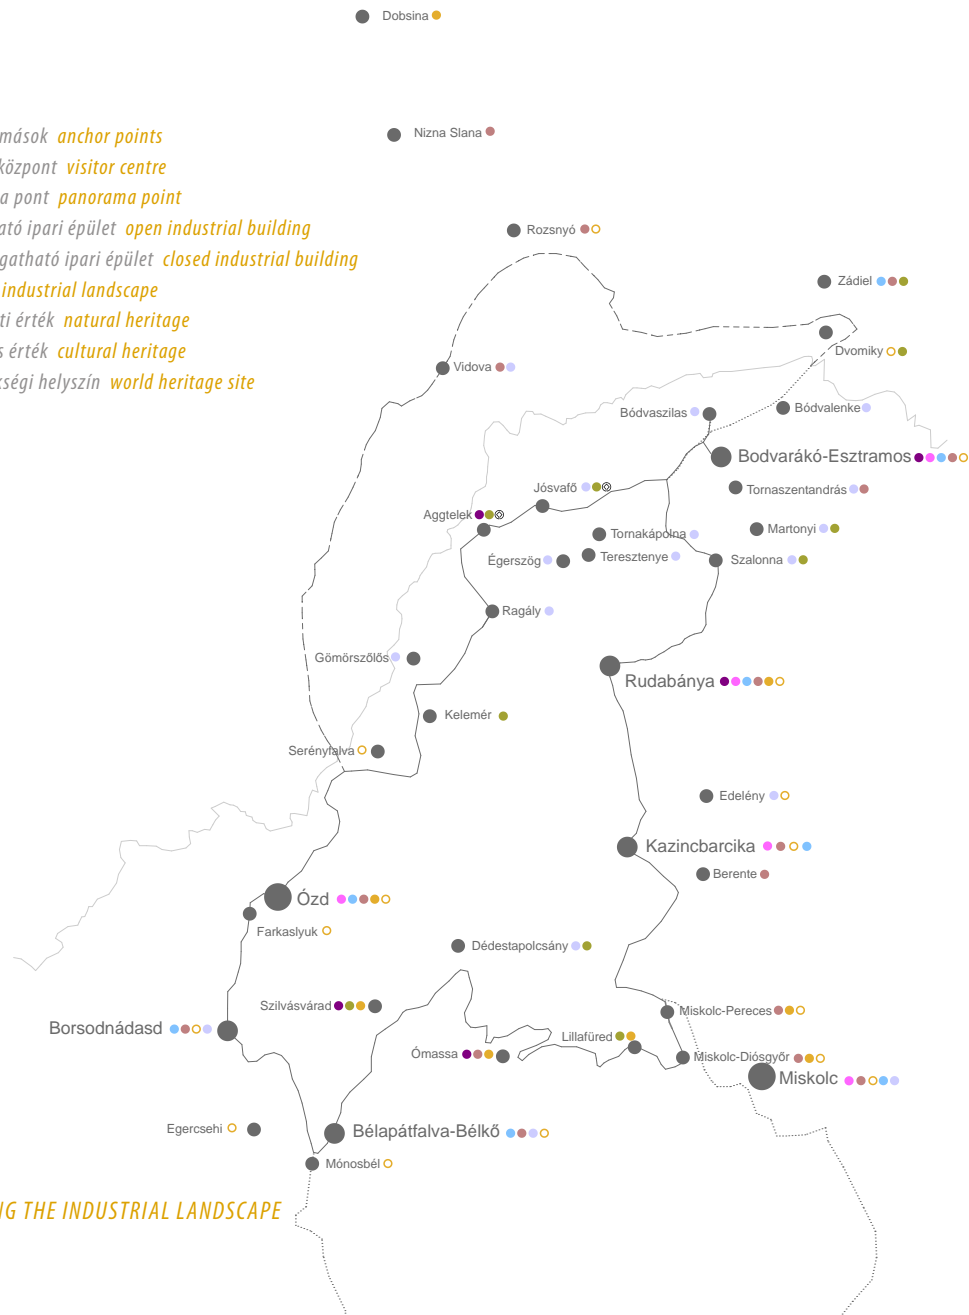 Dobsina
mások anchor points
Nizna Slana
központ visitor centre
a pont panorama point
ató ipari épület open industrial building
Rozsnyó
gatható ipari épület closed industrial building
industrial landscape
Zádiel
ti érték natural heritage
s érték cultural heritage
Dvorniky
Vidova
ségi helyszín world heritage site
Bódvaszilas
Bódvalenke
Bodvarákó-Esztramos
Jósvafő
Tornaszentandrás
Aggtelek
Tornakápolna
Martonyi
Égerszög
Teresztenye
Szalonna
Ragály
Gömörszőlős
Rudabánya
Kelemér
Serényfalva
Edelény
Kazincbarcika
Berente
Ózd
Farkaslyuk
Dédestapolcsány
Szilvásvárad
Miskolc-Pereces
Borsodnádasd
Lillafüred
Ómassa
Miskolc-Diósgyőr
Miskolc
Egercsehi
Bélapátfalva-Bélkő
Mónosbél
NG THE INDUSTRIAL LANDSCAPE